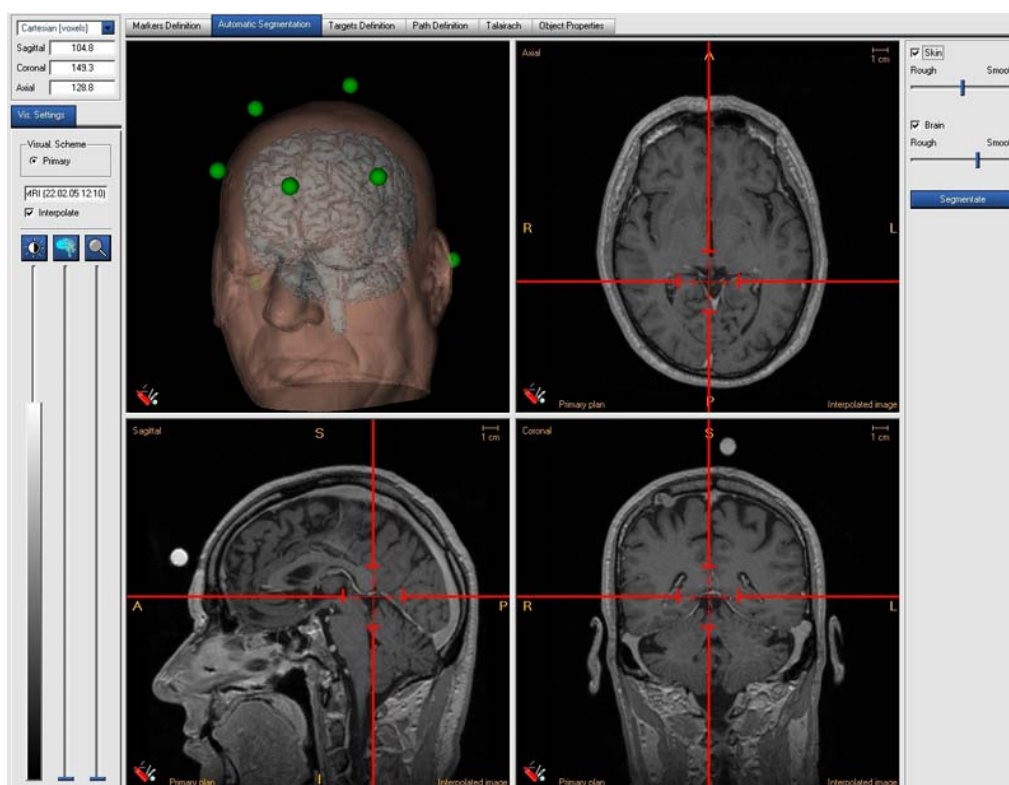 Cartesian [voxels]
Sagittal 104.8
Coronal 149.3
Axial 128.8
Vis. Settings
Visual. Scheme
Primary
MRI (22.02.05 12:10)
Interpolate
Markers Definition
Automatic Segmentation
Targets Definition
Path Definition
Talairach
Object Properties
Axial
A
1 cm
R
L
P
Primary plan
Interpolated image
Sagittal
S
1 cm
A
P
I
Primary plan
Interpolated image
Coronal
S
1 cm
R
L
Primary plan
Interpolated image
Skin
Rough Smoot
Brain
Rough Smoot
Segmentate